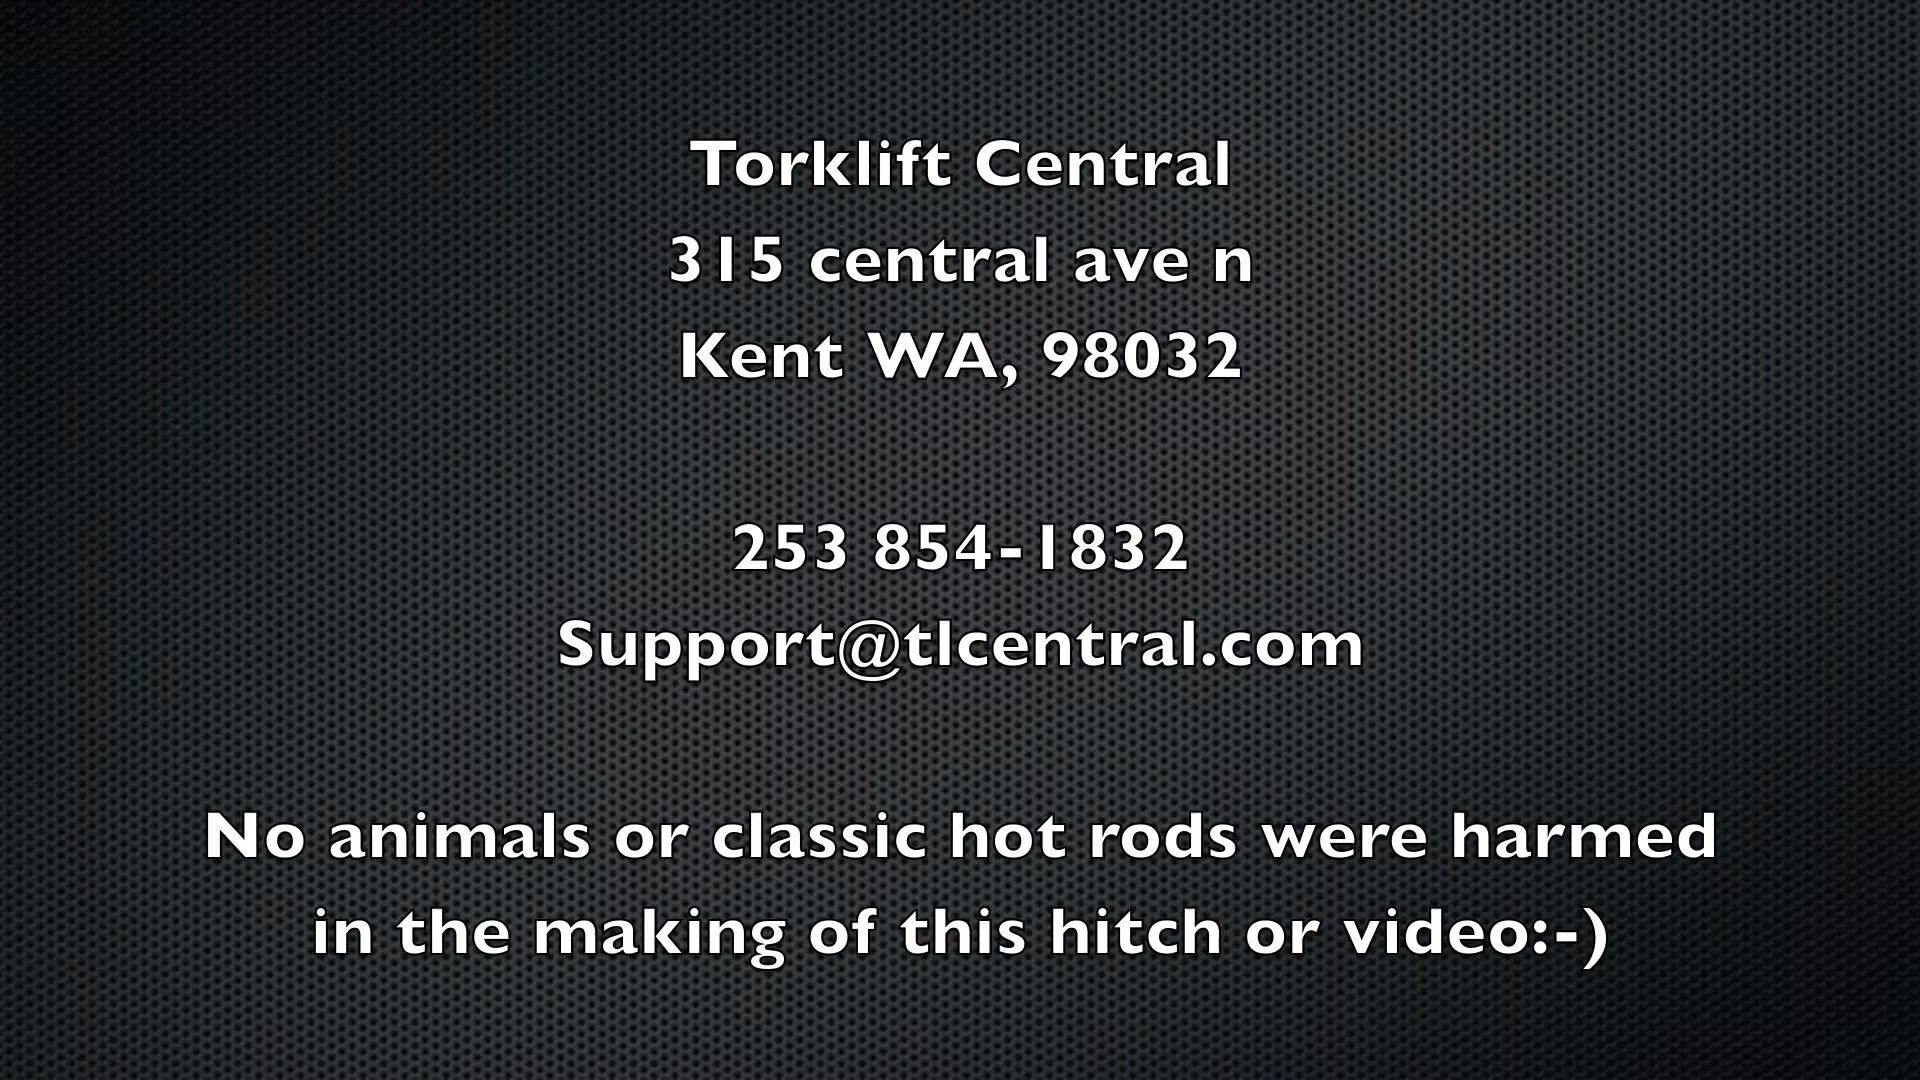 Torklift Central
315 central ave n
Kent WA, 98032
253 854-1832
Support@tlcentral.com
No animals or classic hot rods were harmed
in the making of this hitch or video:-)